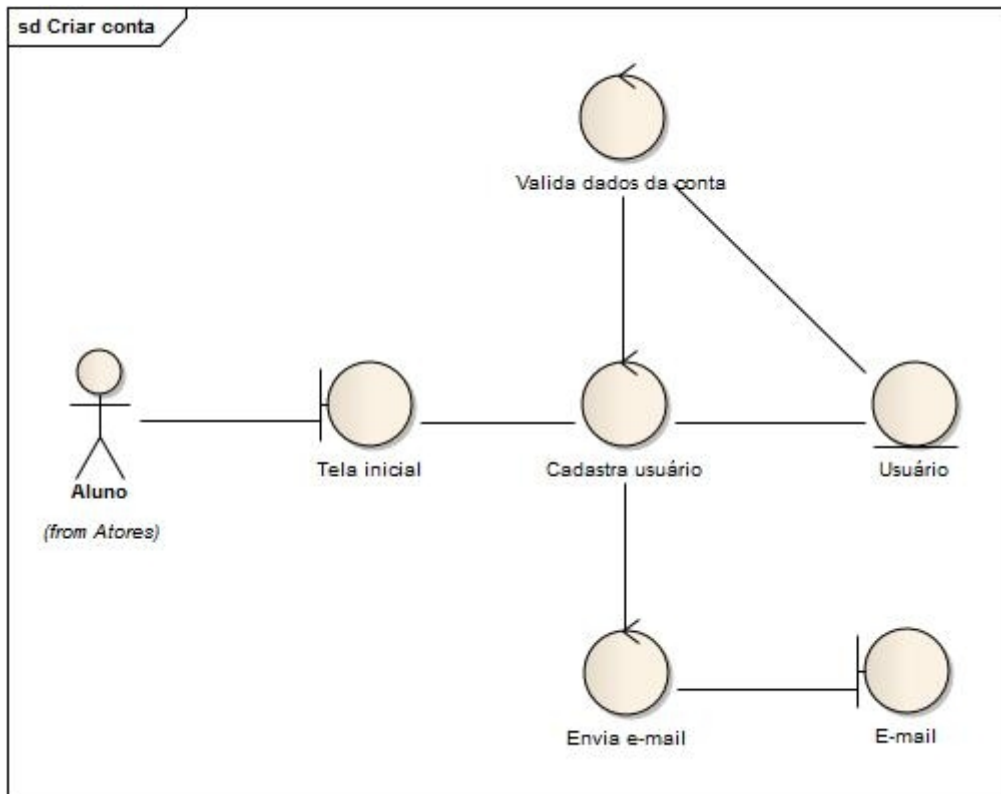 sd Criar conta
Valida dados da conta
Tela inicial
Cadastra usuário
Usuário
Aluno
(from Atores)
Envia e-mail
E-mail